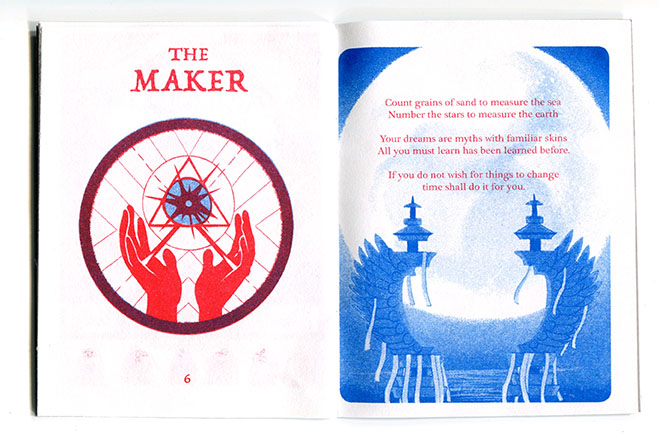 THE
MAKER
6
Count grains of sand to measure the sea
Number the stars to measure the earth
Your dreams are myths with familiar skins
All you must learn has been learned before.
If you do not wish for things to change
time shall do it for you.